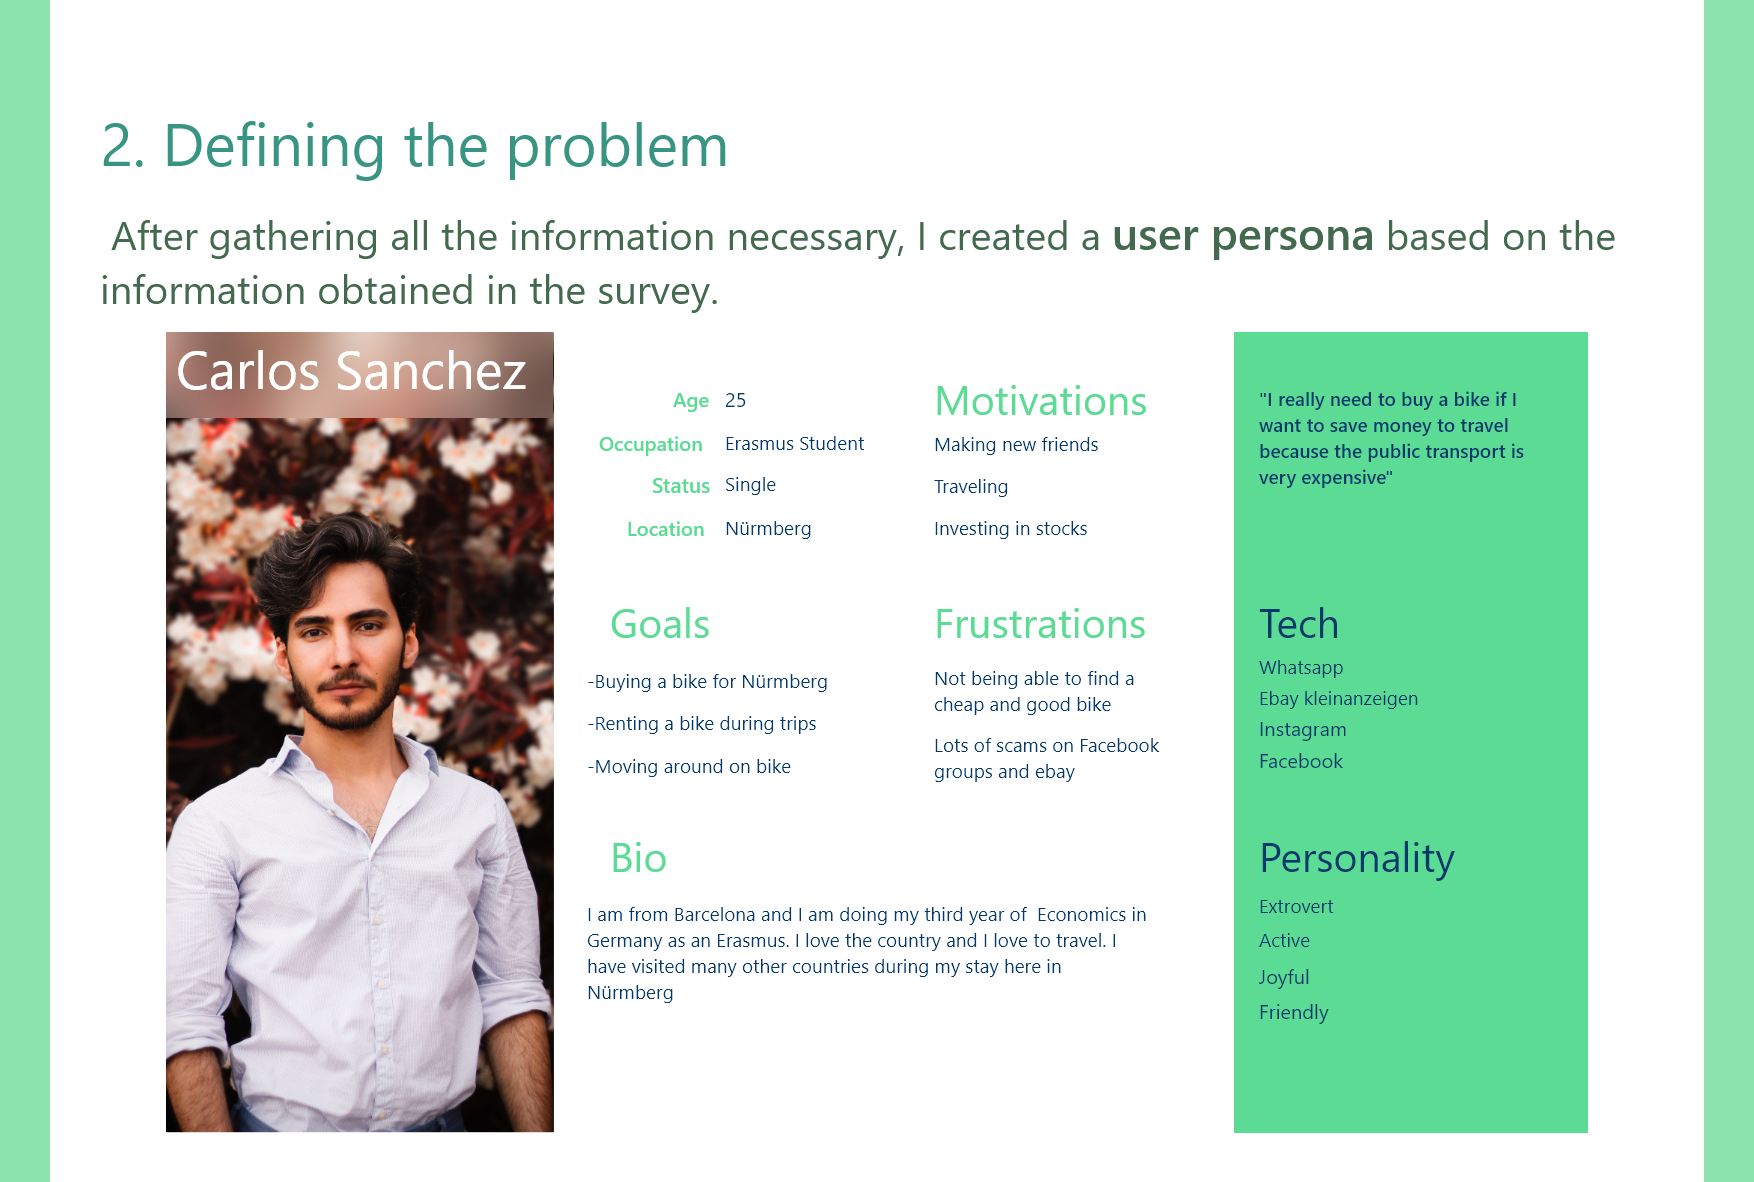 2. Defining the problem
After gathering all the information necessary, I created a user persona based on the
information obtained in the survey.
Carlos Sanchez
Age 25
Occupation Erasmus Student
Status Single
Location Nürmberg
Motivations
Making new friends
Traveling
Investing in stocks
Goals
-Buying a bike for Nürmberg
-Renting a bike during trips
-Moving around on bike
Frustrations
Not being able to find a
cheap and good bike
Lots of scams on Facebook
groups and ebay
Bio
I am from Barcelona and I am doing my third year of  Economics in
Germany as an Erasmus. I love the country and I love to travel. I
have visited many other countries during my stay here in
Nürmberg
"I really need to buy a bike if I
want to save money to travel
because the public transport is
very expensive"
Tech
Whatsapp
Ebay kleinanzeigen
Instagram
Facebook
Personality
Extrovert
Active
Joyful
Friendly